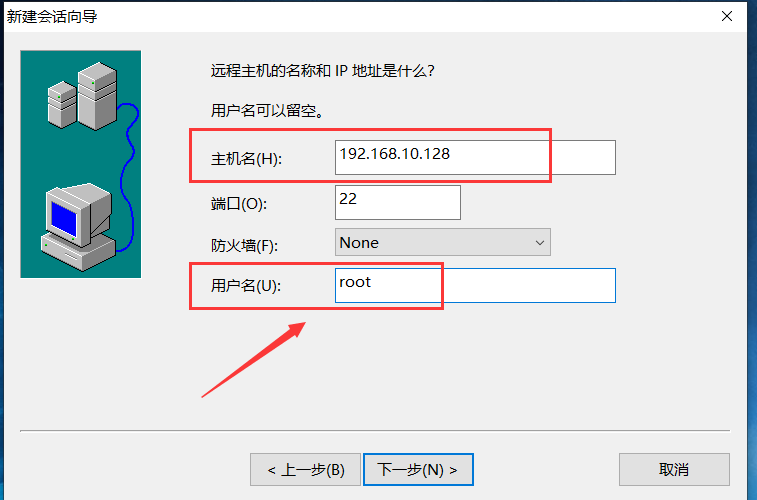 新建会话向导
远程主机的名称和 IP 地址是什么?
用户名可以留空。
主机名(H): 192.168.10.128
端口(O): 22
防火墙(F): None
用户名(U): root
< 上一步(B) 下一步(N) > 取消